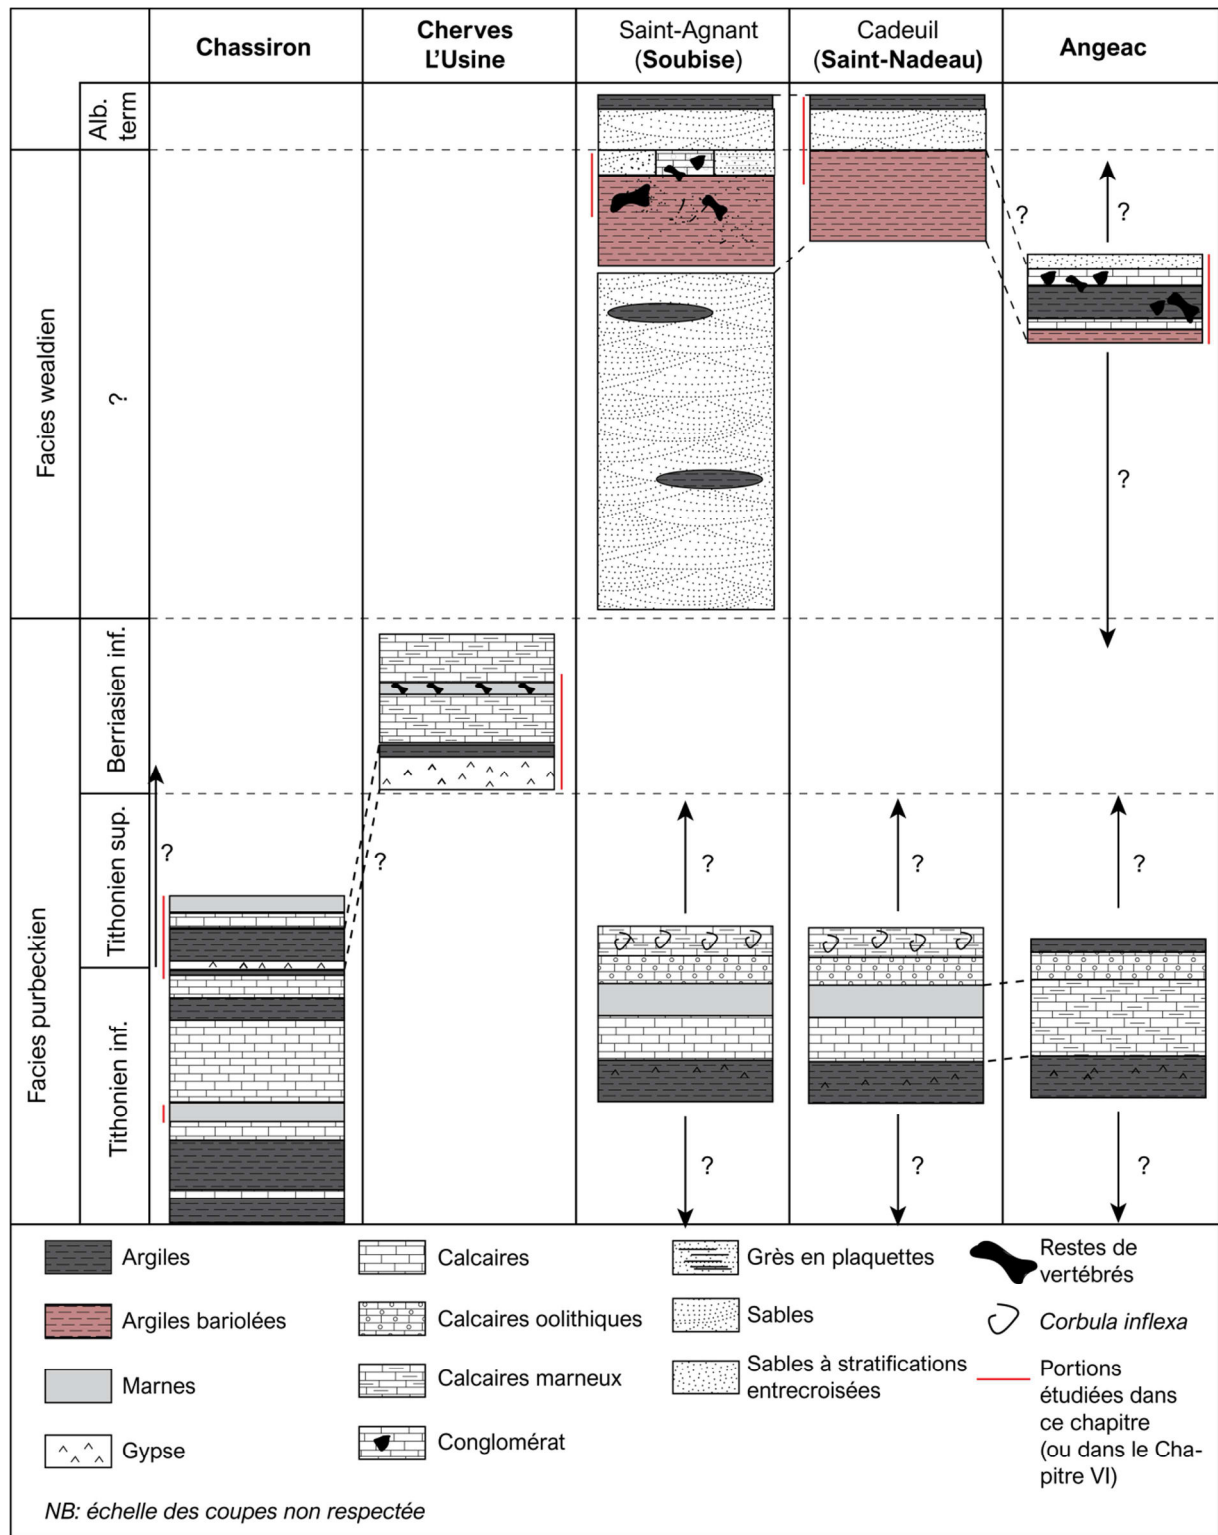 Chassiron
Cherves
L'Usine
Saint-Agnant
(Soubise)
Cadeuil
(Saint-Nadeau)
Angeac
Facies wealdien
Alb.
term
?
?
?
?
Facies purbeckien
Berriasien inf.
Tithonien sup.
Tithonien inf.
?
?
?
?
?
?
?
?
Argiles
Argiles bariolées
Marnes
Gypse
Calcaires
Calcaires oolithiques
Calcaires marneux
Conglomérat
Grès en plaquettes
Sables
Sables à stratifications
entrecroisées
Restes de
vertébrés
Corbula inflexa
Portions
étudiées dans
ce chapitre
(ou dans le Cha-
pitre VI)
NB: échelle des coupes non respectée